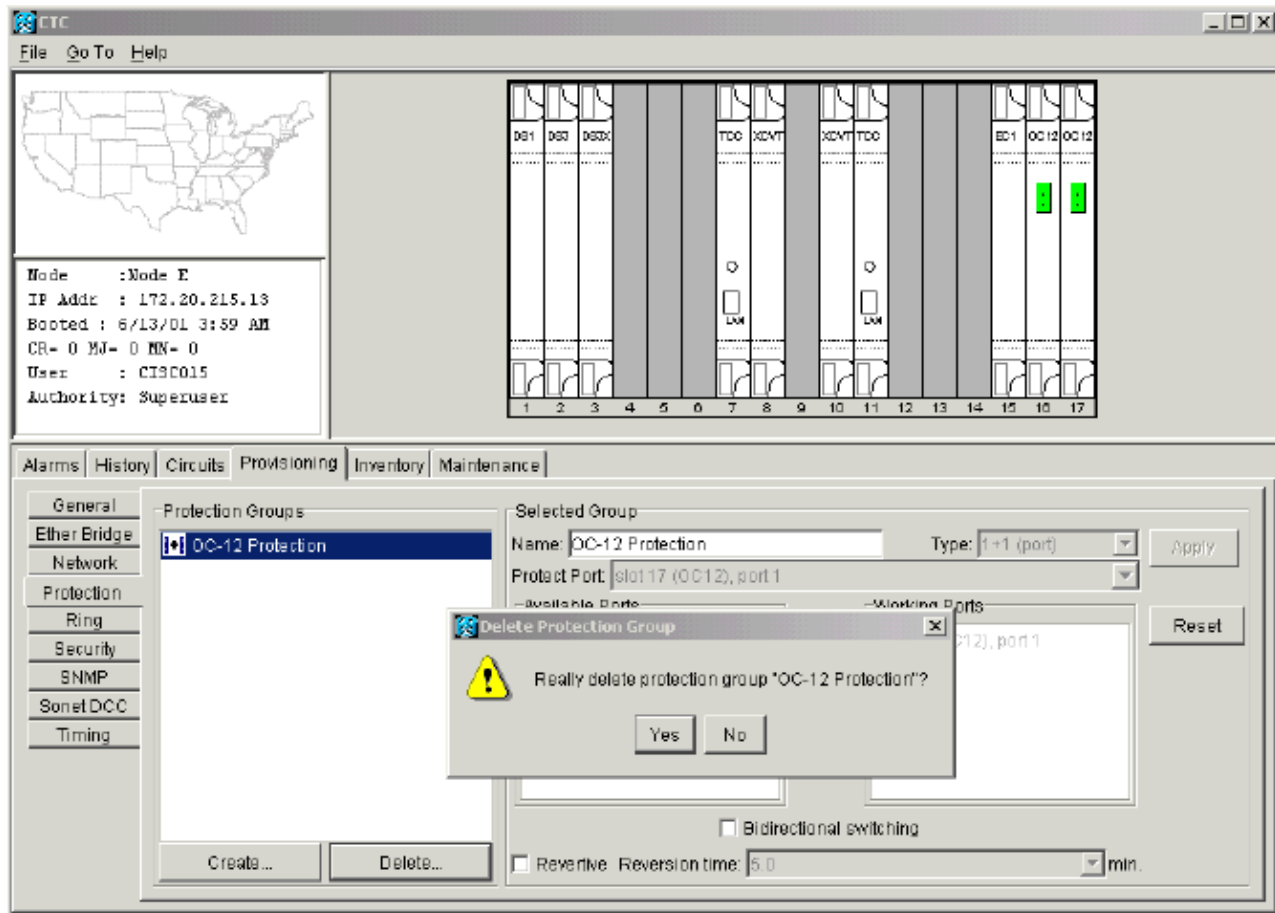 CTC
File Go To Help
DS1 DS3 DS3X TCC XCVT XCVT TCC EC1 OC12 OC12
LAN LAN
1 2 3 4 5 6 7 8 9 10 11 12 13 14 15 16 17
Node :Node E
IP Addr : 172.20.215.13
Booted : 6/13/01 3:59 AM
CR- 0 MJ- 0 MN- 0
User : CISCO15
Authority: Superuser
Alarms History Circuits Provisioning Inventory Maintenance
General
Ether Bridge
Network
Protection
Ring
Security
SNMP
Sonet DCC
Timing
Protection Groups
OC-12 Protection
Create... Delete...
Selected Group
Name: OC-12 Protection Type: 1+1 (port) Apply
Protect Port: slot 17 (OC12), port 1
Available Ports Working Ports
C12), port 1
Reset
Delete Protection Group
Really delete protection group "OC-12 Protection"?
Yes No
Bidirectional switching
Revertive Reversion time: 5.0 min.